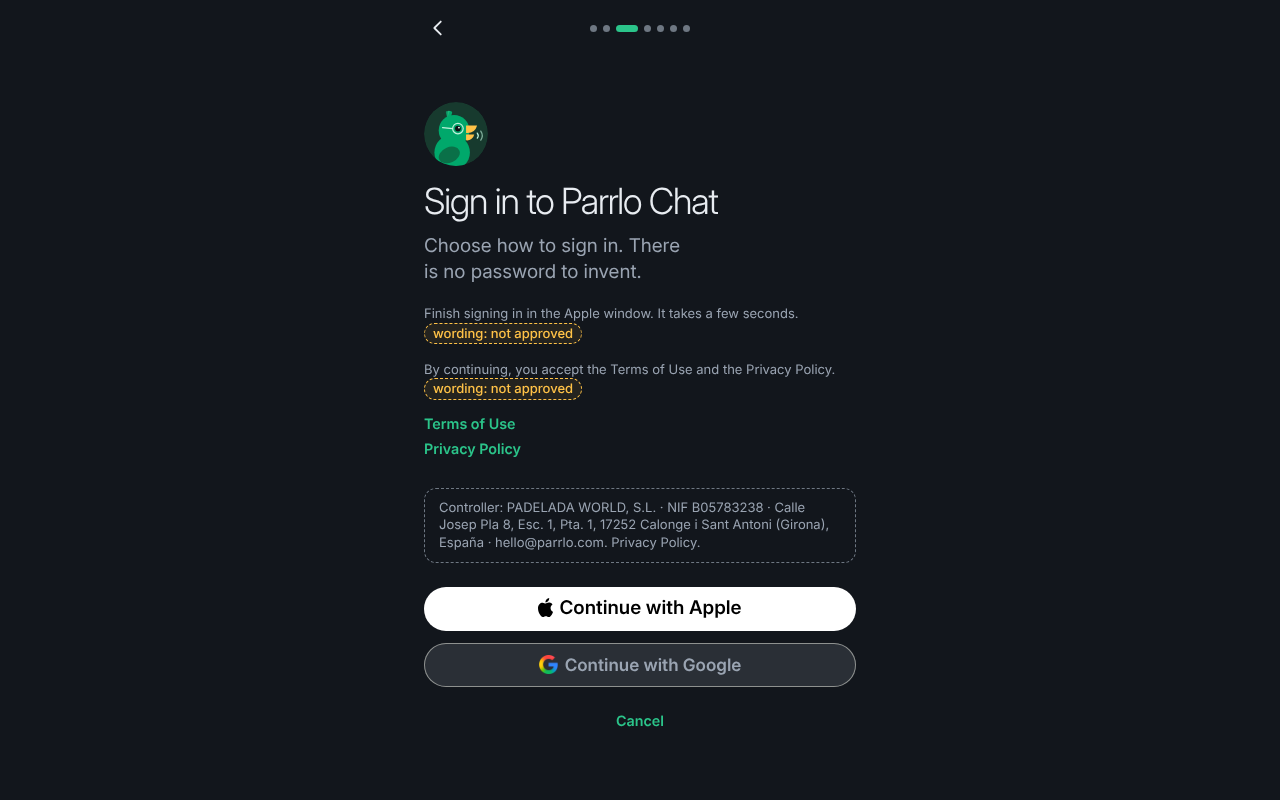 Sign in to Parrlo Chat
Choose how to sign in. There
is no password to invent.
Finish signing in in the Apple window. It takes a few seconds.
wording: not approved
By continuing, you accept the Terms of Use and the Privacy Policy.
wording: not approved
Terms of Use
Privacy Policy
Controller: PADELADA WORLD, S.L. · NIF B05783238 · Calle
Josep Pla 8, Esc. 1, Pta. 1, 17252 Calonge i Sant Antoni (Girona),
España · hello@parrlo.com. Privacy Policy.
Continue with Apple
Continue with Google
Cancel